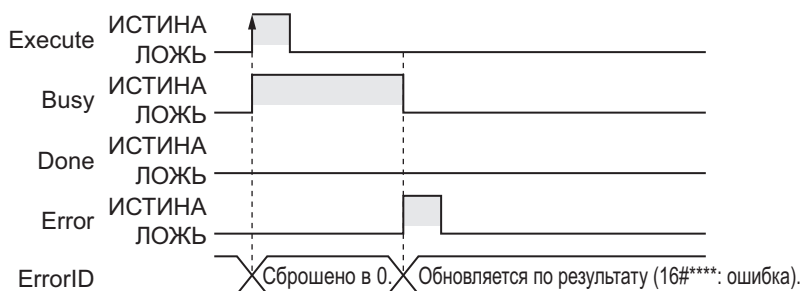 Execute ИСТИНА
ЛОЖЬ
Busy ИСТИНА
ЛОЖЬ
Done ИСТИНА
ЛОЖЬ
Error ИСТИНА
ЛОЖЬ
ErrorID Сброшено в 0. Обновляется по результату (16#****: ошибка).